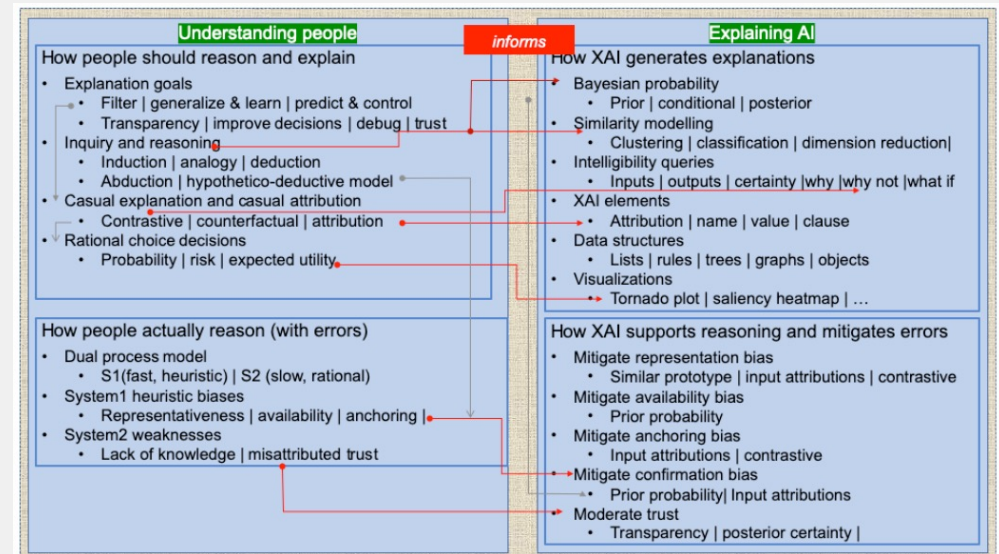 Understanding people
informs
Explaining AI
How people should reason and explain
• Explanation goals
• Filter | generalize & learn | predict & control
• Transparency | improve decisions | debug | trust
• Inquiry and reasoning
• Induction | analogy | deduction
• Abduction | hypothetico-deductive model
• Casual explanation and casual attribution
• Contrastive | counterfactual | attribution
• Rational choice decisions
• Probability | risk | expected utility
How people actually reason (with errors)
• Dual process model
• S1(fast, heuristic) | S2 (slow, rational)
• System1 heuristic biases
• Representativeness | availability | anchoring |
• System2 weaknesses
• Lack of knowledge | misattributed trust
How XAI generates explanations
• Bayesian probability
• Prior | conditional | posterior
• Similarity modelling
• Clustering | classification | dimension reduction|
• Intelligibility queries
• Inputs | outputs | certainty |why |why not |what if
• XAI elements
• Attribution | name | value | clause
• Data structures
• Lists | rules | trees | graphs | objects
• Visualizations
• Tornado plot | saliency heatmap | …
How XAI supports reasoning and mitigates errors
• Mitigate representation bias
• Similar prototype | input attributions | contrastive
• Mitigate availability bias
• Prior probability
• Mitigate anchoring bias
• Input attributions | contrastive
• Mitigate confirmation bias
• Prior probability| Input attributions
• Moderate trust
• Transparency | posterior certainty |